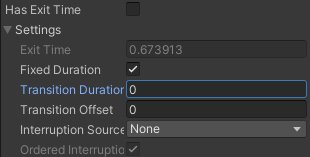 Has Exit Time
Settings
Exit Time 0.673913
Fixed Duration
Transition Duration 0
Transition Offset 0
Interruption Source None
Ordered Interruptio